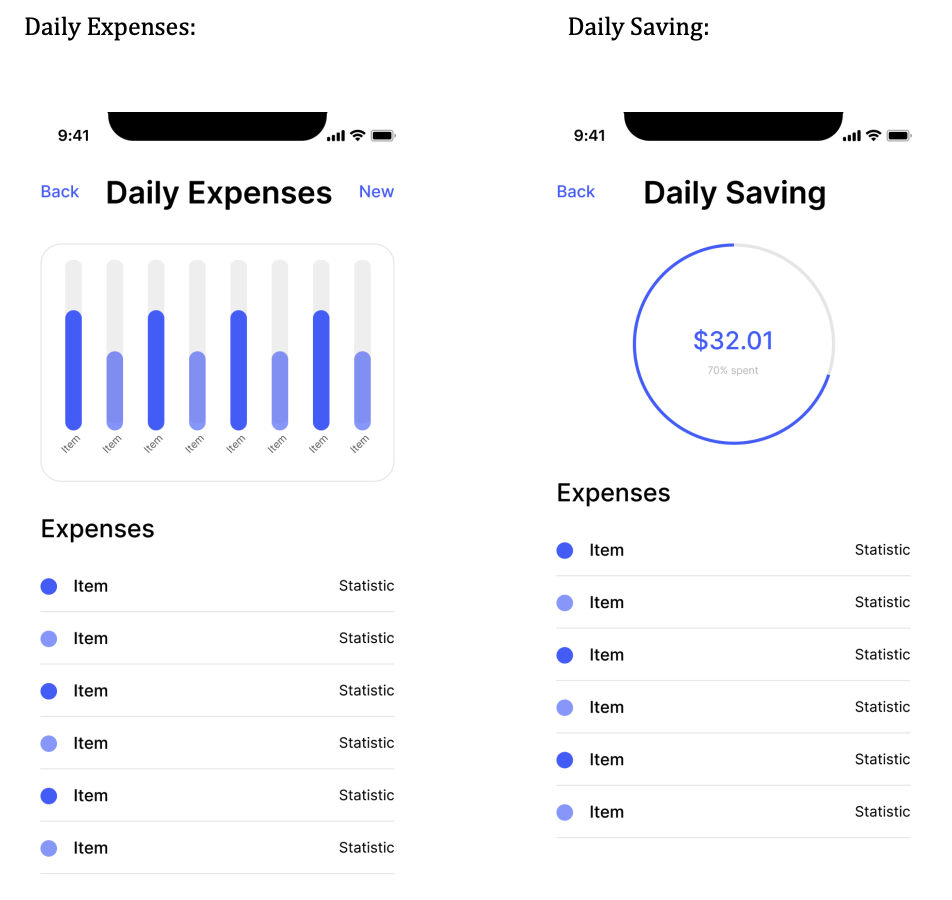 Daily Expenses:
Daily Saving:
9:41
Back
Daily Expenses
New
Item
Item
Item
Item
Item
Item
Item
Item
Expenses
Item Statistic
Item Statistic
Item Statistic
Item Statistic
Item Statistic
Item Statistic
9:41
Back
Daily Saving
$32.01
70% spent
Expenses
Item Statistic
Item Statistic
Item Statistic
Item Statistic
Item Statistic
Item Statistic